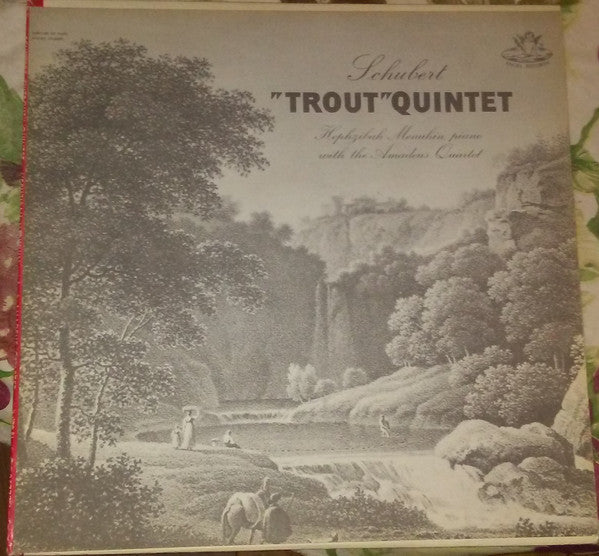 Schubert
"TROUT" QUINTET
Hephzibah Menuhin, piano
with the Amadeus Quartet